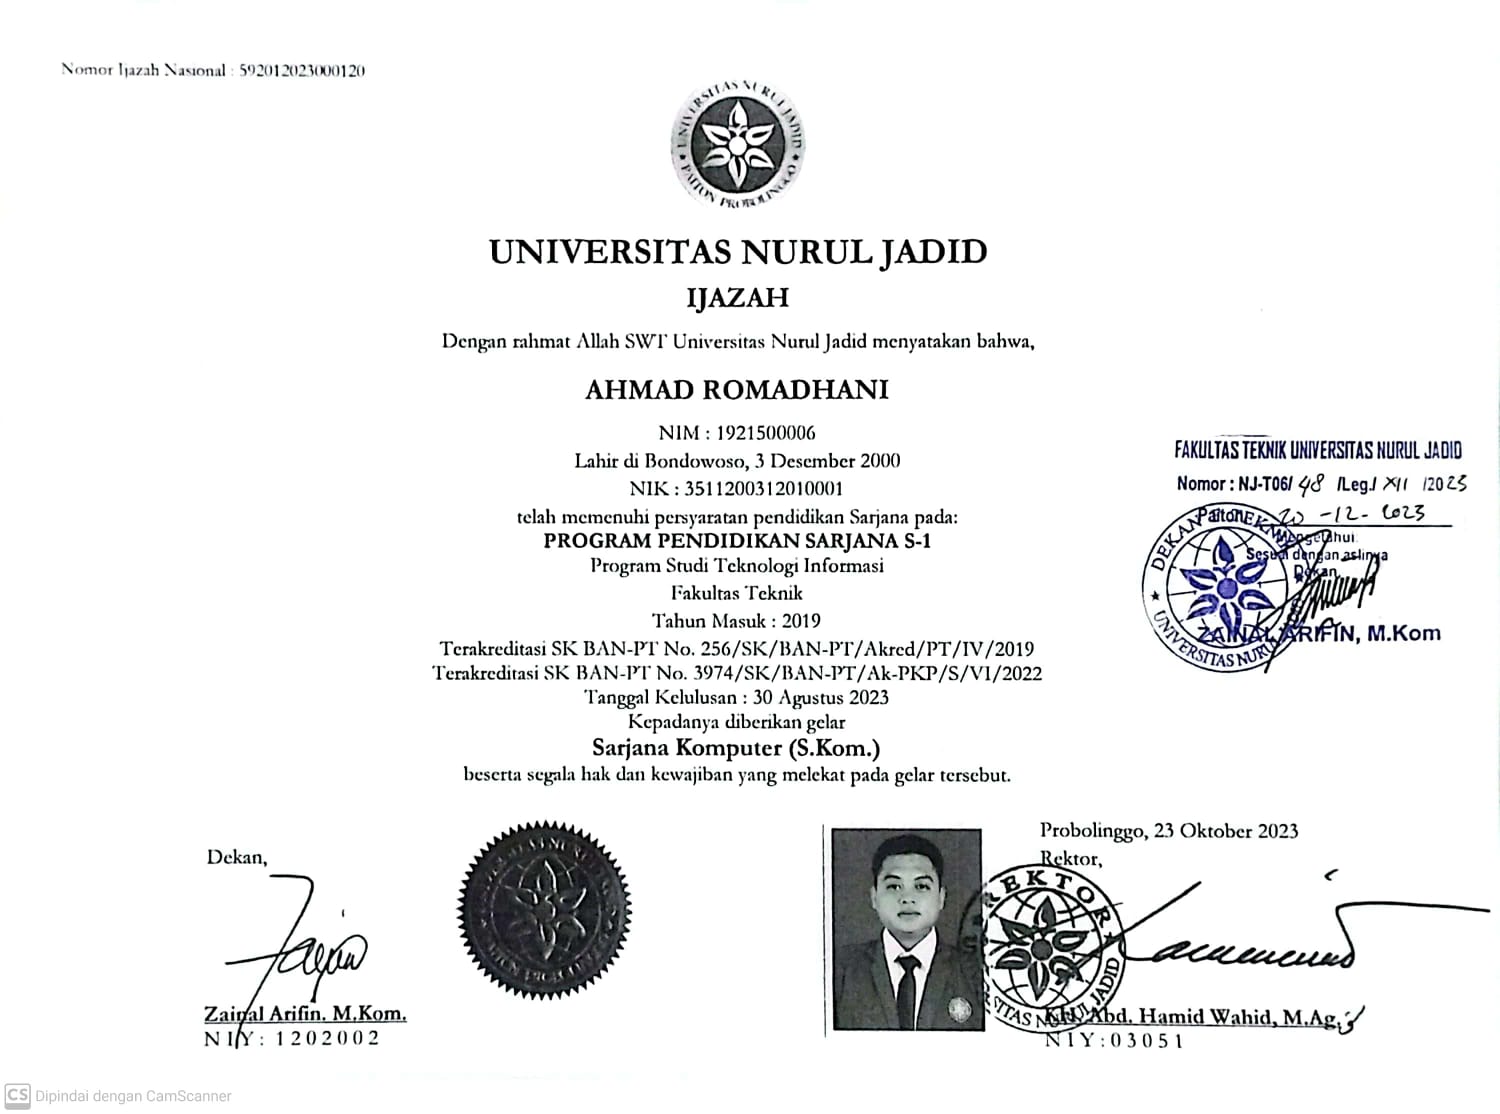 Nomor Ijazah Nasional : 592012023000120
UNIVERSITAS NURUL JADID
PAITON PROBOLINGGO
UNIVERSITAS NURUL JADID
IJAZAH
Dengan rahmat Allah SWT Universitas Nurul Jadid menyatakan bahwa,
AHMAD ROMADHANI
NIM : 1921500006
Lahir di Bondowoso, 3 Desember 2000
NIK : 3511200312010001
telah memenuhi persyaratan pendidikan Sarjana pada:
PROGRAM PENDIDIKAN SARJANA S-1
Program Studi Teknologi Informasi
Fakultas Teknik
Tahun Masuk : 2019
Terakreditasi SK BAN-PT No. 256/SK/BAN-PT/Akred/PT/IV/2019
Terakreditasi SK BAN-PT No. 3974/SK/BAN-PT/Ak-PKP/S/VI/2022
Tanggal Kelulusan : 30 Agustus 2023
Kepadanya diberikan gelar
Sarjana Komputer (S.Kom.)
beserta segala hak dan kewajiban yang melekat pada gelar tersebut.
FAKULTAS TEKNIK UNIVERSITAS NURUL JADID
Nomor : NJ-T06/ 48 /Leg./ XII /2023
Paiton 20 -12- 2023
Mengetahui
Sesuai dengan aslinya
Dekan,
ZAINAL ARIFIN, M.Kom
DEKAN
UNIVERSITAS NURUL
Dekan,
Zainal Arifin. M.Kom.
NIY: 1202002
PAITON PROBOLINGGO
Probolinggo, 23 Oktober 2023
Rektor,
REKTOR
SITAS NURUL JADID
KH. Abd. Hamid Wahid, M.Ag.
NIY:03051
CS Dipindai dengan CamScanner